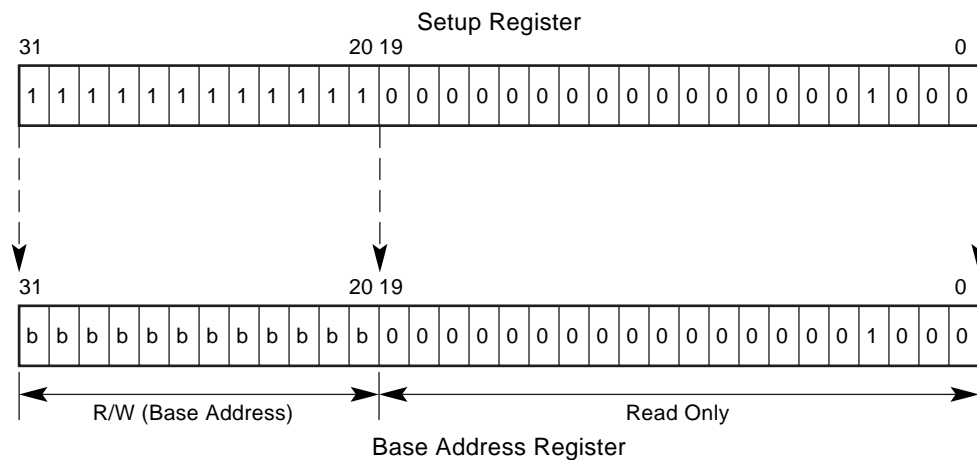 Setup Register
31 20 19 0
1 1 1 1 1 1 1 1 1 1 1 1 0 0 0 0 0 0 0 0 0 0 0 0 0 0 0 0 1 0 0 0
31 20 19 0
b b b b b b b b b b b b 0 0 0 0 0 0 0 0 0 0 0 0 0 0 0 0 1 0 0 0
R/W (Base Address) Read Only
Base Address Register